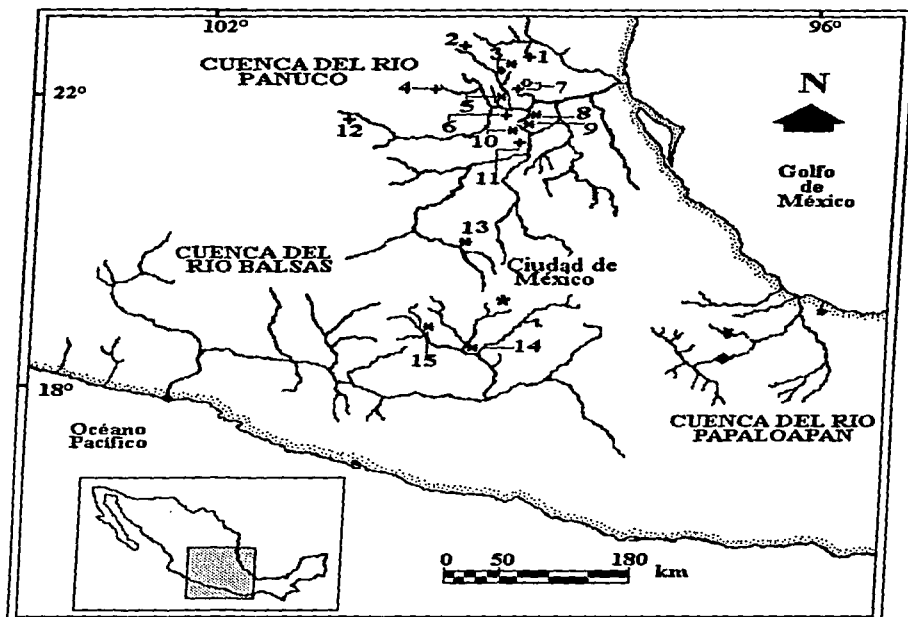 102°
96°
CUENCA DEL RIO
PANUCO
22°
2
3
1
4
5
7
6
8
12
10
9
11
N
Golfo
de
México
13
CUENCA DEL
RIO BALSAS
Ciudad de
México
14
15
18°
Océano
Pacífico
CUENCA DEL RIO
PAPALOAPAN
0 50 180 km